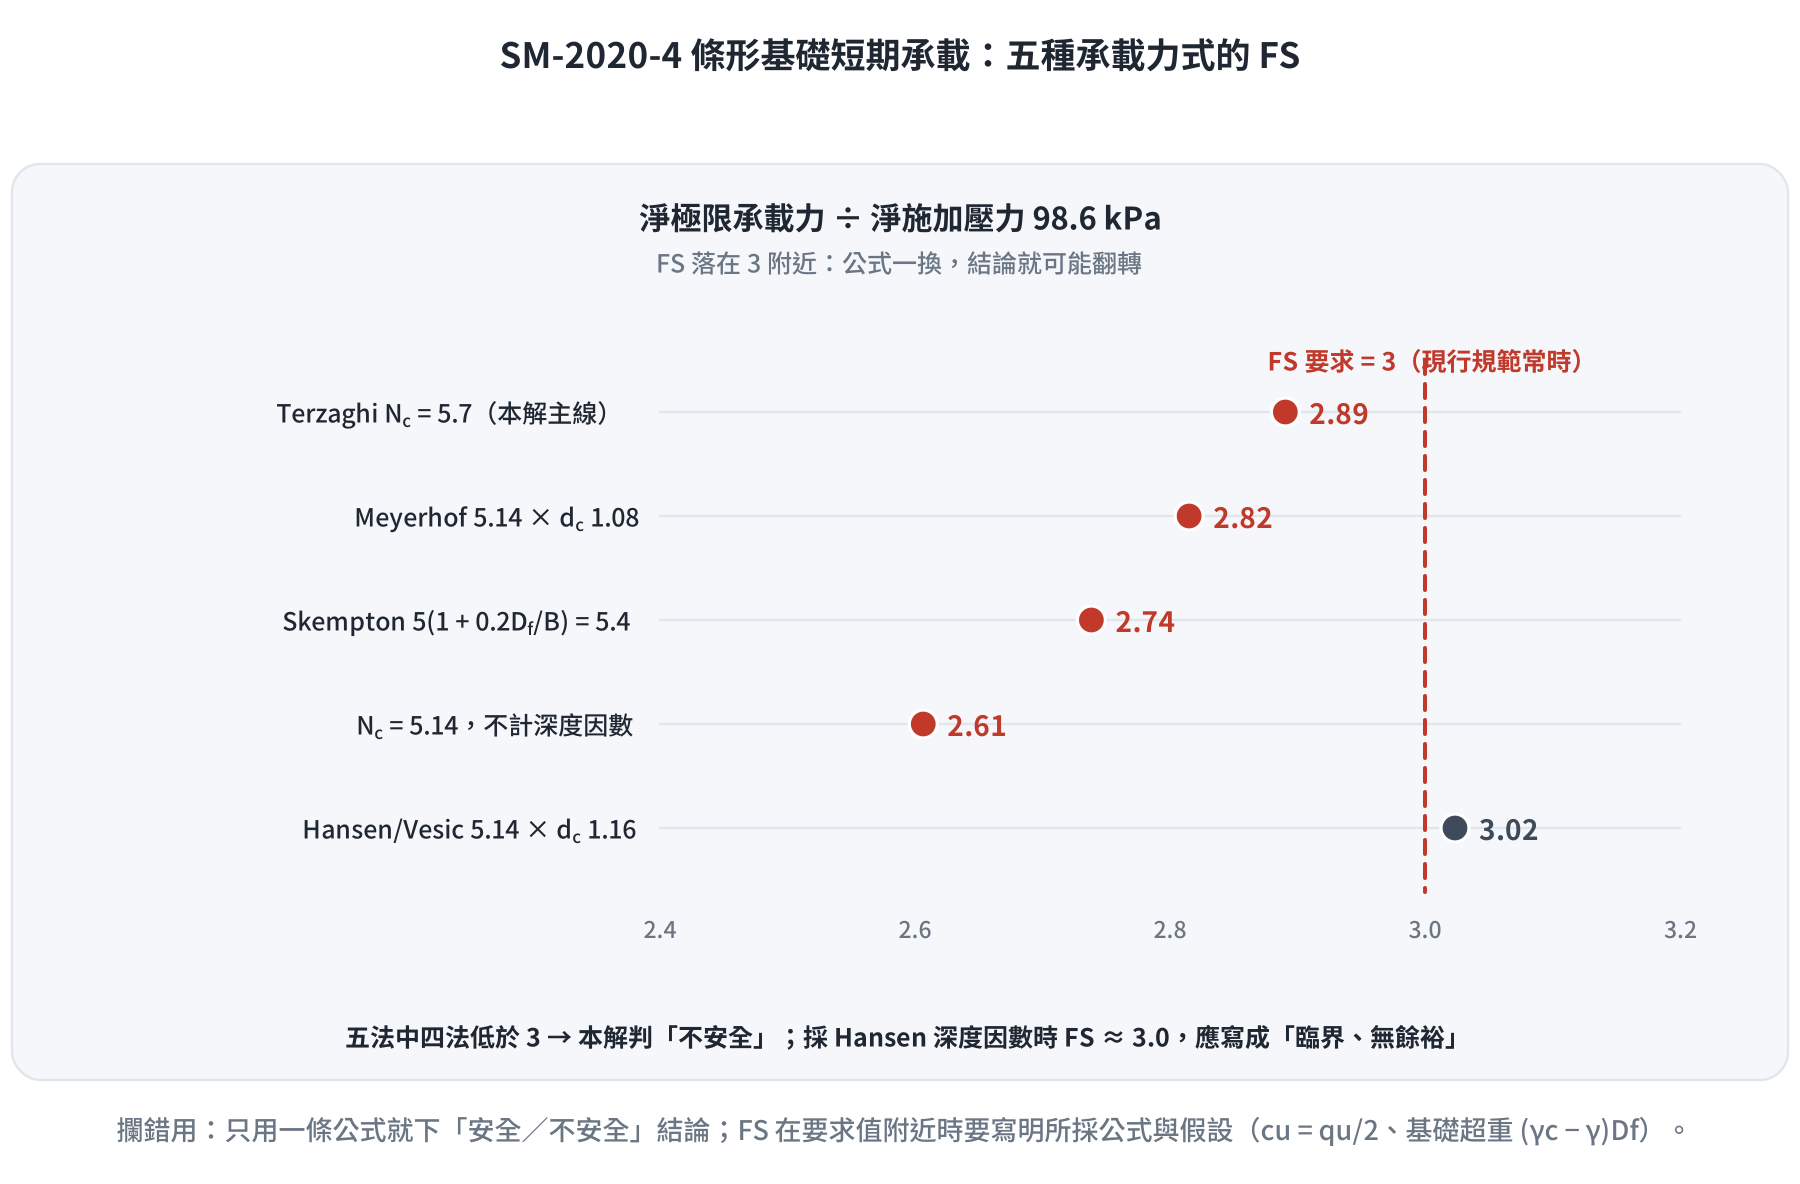 SM-2020-4 條形基礎短期承載：五種承載力式的 FS
淨極限承載力 ÷ 淨施加壓力 98.6 kPa
FS 落在 3 附近：公式一換，結論就可能翻轉
FS 要求 = 3（現行規範常時）
Terzaghi Nc = 5.7（本解主線）
2.89
Meyerhof 5.14 × dc 1.08
2.82
Skempton 5(1 + 0.2Df/B) = 5.4
2.74
Nc = 5.14，不計深度因數
2.61
Hansen/Vesic 5.14 × dc 1.16
3.02
2.4 2.6 2.8 3.0 3.2
五法中四法低於 3 → 本解判「不安全」；採 Hansen 深度因數時 FS ≈ 3.0，應寫成「臨界、無餘裕」
攔錯用：只用一條公式就下「安全／不安全」結論；FS 在要求值附近時要寫明所採公式與假設（cu = qu/2、基礎超重 (γc − γ)Df）。